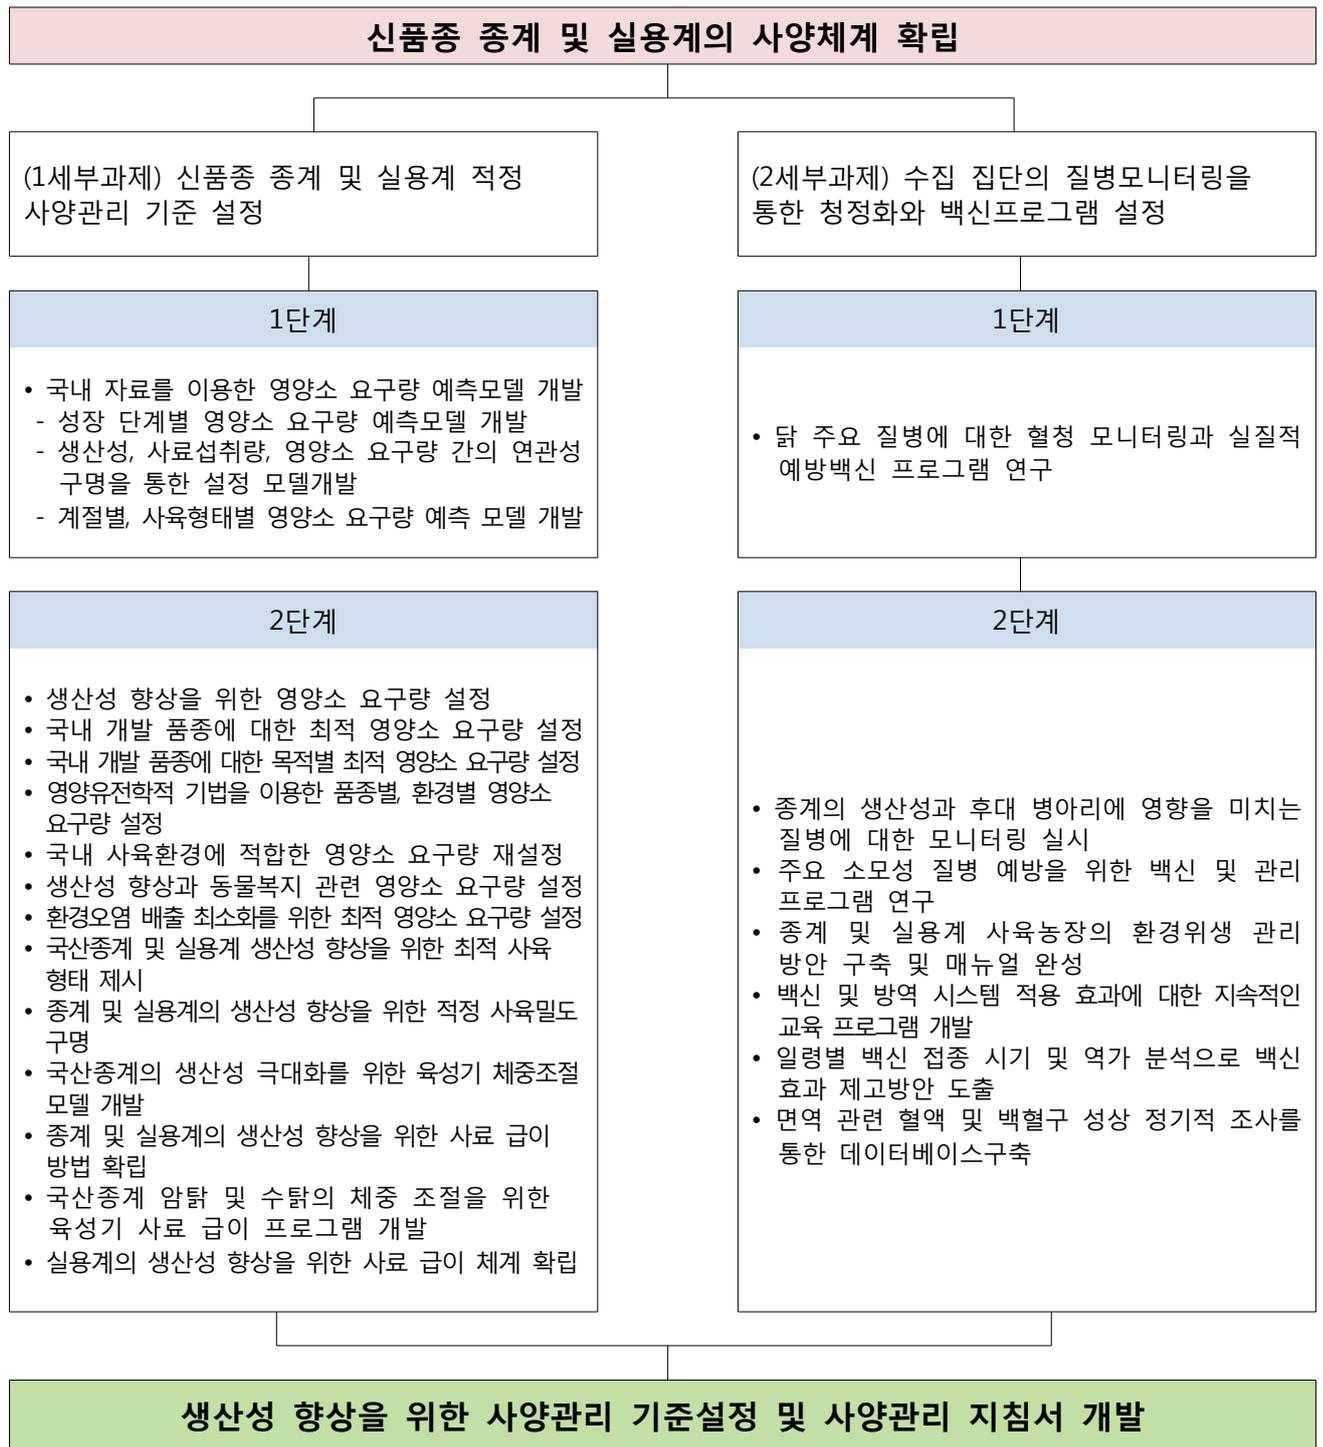 신품종 종계 및 실용계의 사양체계 확립
(1세부과제) 신품종 종계 및 실용계 적정
사양관리 기준 설정
1단계
• 국내 자료를 이용한 영양소 요구량 예측모델 개발
- 성장 단계별 영양소 요구량 예측모델 개발
- 생산성, 사료섭취량, 영양소 요구량 간의 연관성
구명을 통한 설정 모델개발
- 계절별, 사육형태별 영양소 요구량 예측 모델 개발
2단계
• 생산성 향상을 위한 영양소 요구량 설정
• 국내 개발 품종에 대한 최적 영양소 요구량 설정
• 국내 개발 품종에 대한 목적별 최적 영양소 요구량 설정
• 영양유전학적 기법을 이용한 품종별, 환경별 영양소
요구량 설정
• 국내 사육환경에 적합한 영양소 요구량 재설정
• 생산성 향상과 동물복지 관련 영양소 요구량 설정
• 환경오염 배출 최소화를 위한 최적 영양소 요구량 설정
• 국산종계 및 실용계 생산성 향상을 위한 최적 사육
형태 제시
• 종계 및 실용계의 생산성 향상을 위한 적정 사육밀도
구명
• 국산종계의 생산성 극대화를 위한 육성기 체중조절
모델 개발
• 종계 및 실용계의 생산성 향상을 위한 사료 급이
방법 확립
• 국산종계 암탉 및 수탉의 체중 조절을 위한
육성기 사료 급이 프로그램 개발
• 실용계의 생산성 향상을 위한 사료 급이 체계 확립
(2세부과제) 수집 집단의 질병모니터링을
통한 청정화와 백신프로그램 설정
1단계
• 닭 주요 질병에 대한 혈청 모니터링과 실질적
예방백신 프로그램 연구
2단계
• 종계의 생산성과 후대 병아리에 영향을 미치는
질병에 대한 모니터링 실시
• 주요 소모성 질병 예방을 위한 백신 및 관리
프로그램 연구
• 종계 및 실용계 사육농장의 환경위생 관리
방안 구축 및 매뉴얼 완성
• 백신 및 방역 시스템 적용 효과에 대한 지속적인
교육 프로그램 개발
• 일령별 백신 접종 시기 및 역가 분석으로 백신
효과 제고방안 도출
• 면역 관련 혈액 및 백혈구 성상 정기적 조사를
통한 데이터베이스구축
생산성 향상을 위한 사양관리 기준설정 및 사양관리 지침서 개발